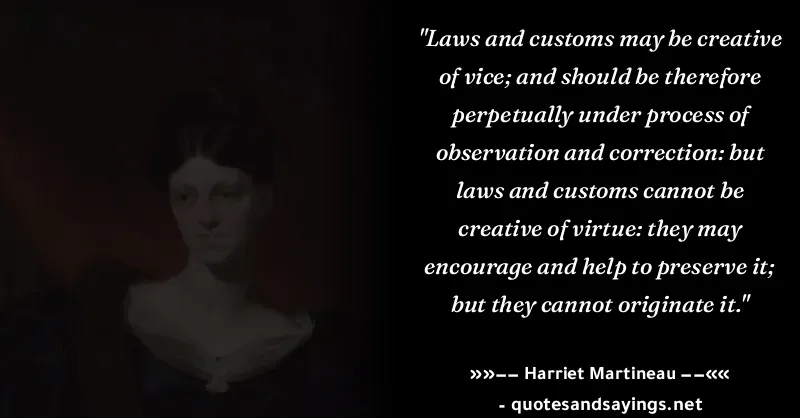 "Laws and customs may be creative
of vice; and should be therefore
perpetually under process of
observation and correction: but
laws and customs cannot be
creative of virtue: they may
encourage and help to preserve it;
but they cannot originate it."
»»−− Harriet Martineau −−««
- quotesandsayings.net